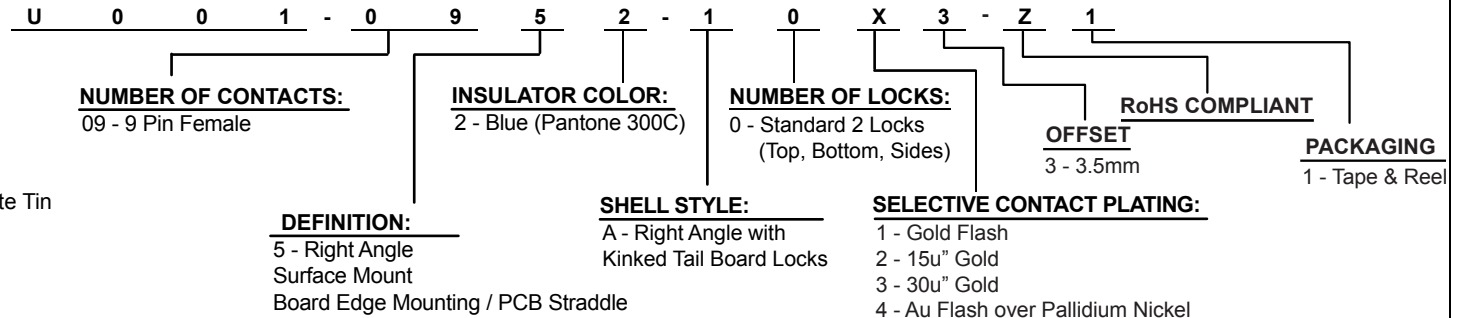 U 0 0 1 - 0 9 5 2 - 1 0 X 3 - Z 1
NUMBER OF CONTACTS:
09 - 9 Pin Female
INSULATOR COLOR:
2 - Blue (Pantone 300C)
NUMBER OF LOCKS:
0 - Standard 2 Locks
(Top, Bottom, Sides)
RoHS COMPLIANT
OFFSET
3 - 3.5mm
PACKAGING
1 - Tape & Reel
te Tin
DEFINITION:
5 - Right Angle
Surface Mount
Board Edge Mounting / PCB Straddle
SHELL STYLE:
A - Right Angle with
Kinked Tail Board Locks
SELECTIVE CONTACT PLATING:
1 - Gold Flash
2 - 15u” Gold
3 - 30u” Gold
4 - Au Flash over Pallidium Nickel